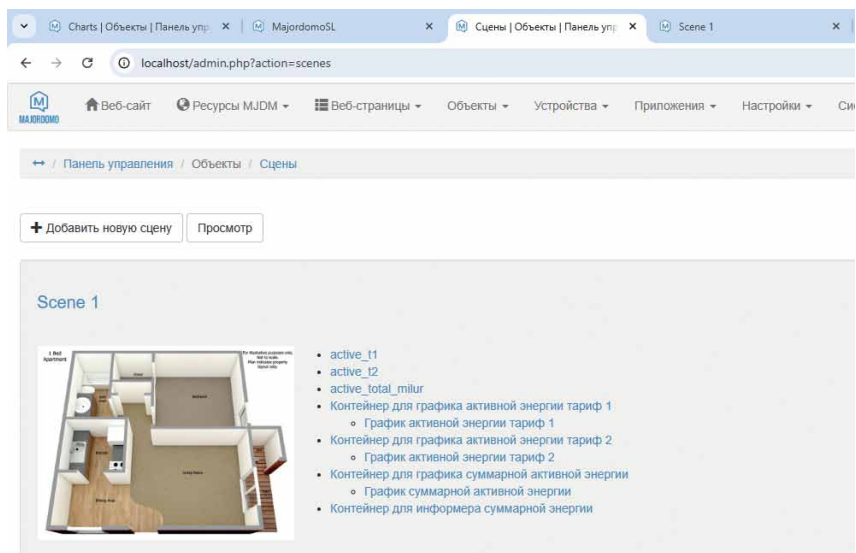 Charts | Объекты | Панель упр
MajordomoSL
Сцены | Объекты | Панель упр
Scene 1
localhost/admin.php?action=scenes
MAJORDOMO
Веб-сайт
Ресурсы MJDM
Веб-страницы
Объекты
Устройства
Приложения
Настройки
Сис
/ Панель управления / Объекты / Сцены
Добавить новую сцену
Просмотр
Scene 1
1 Bed
Apartment
active_t1
active_t2
active_total_milur
Контейнер для графика активной энергии тариф 1
График активной энергии тариф 1
Контейнер для графика активной энергии тариф 2
График активной энергии тариф 2
Контейнер для графика суммарной активной энергии
График суммарной активной энергии
Контейнер для информера суммарной энергии